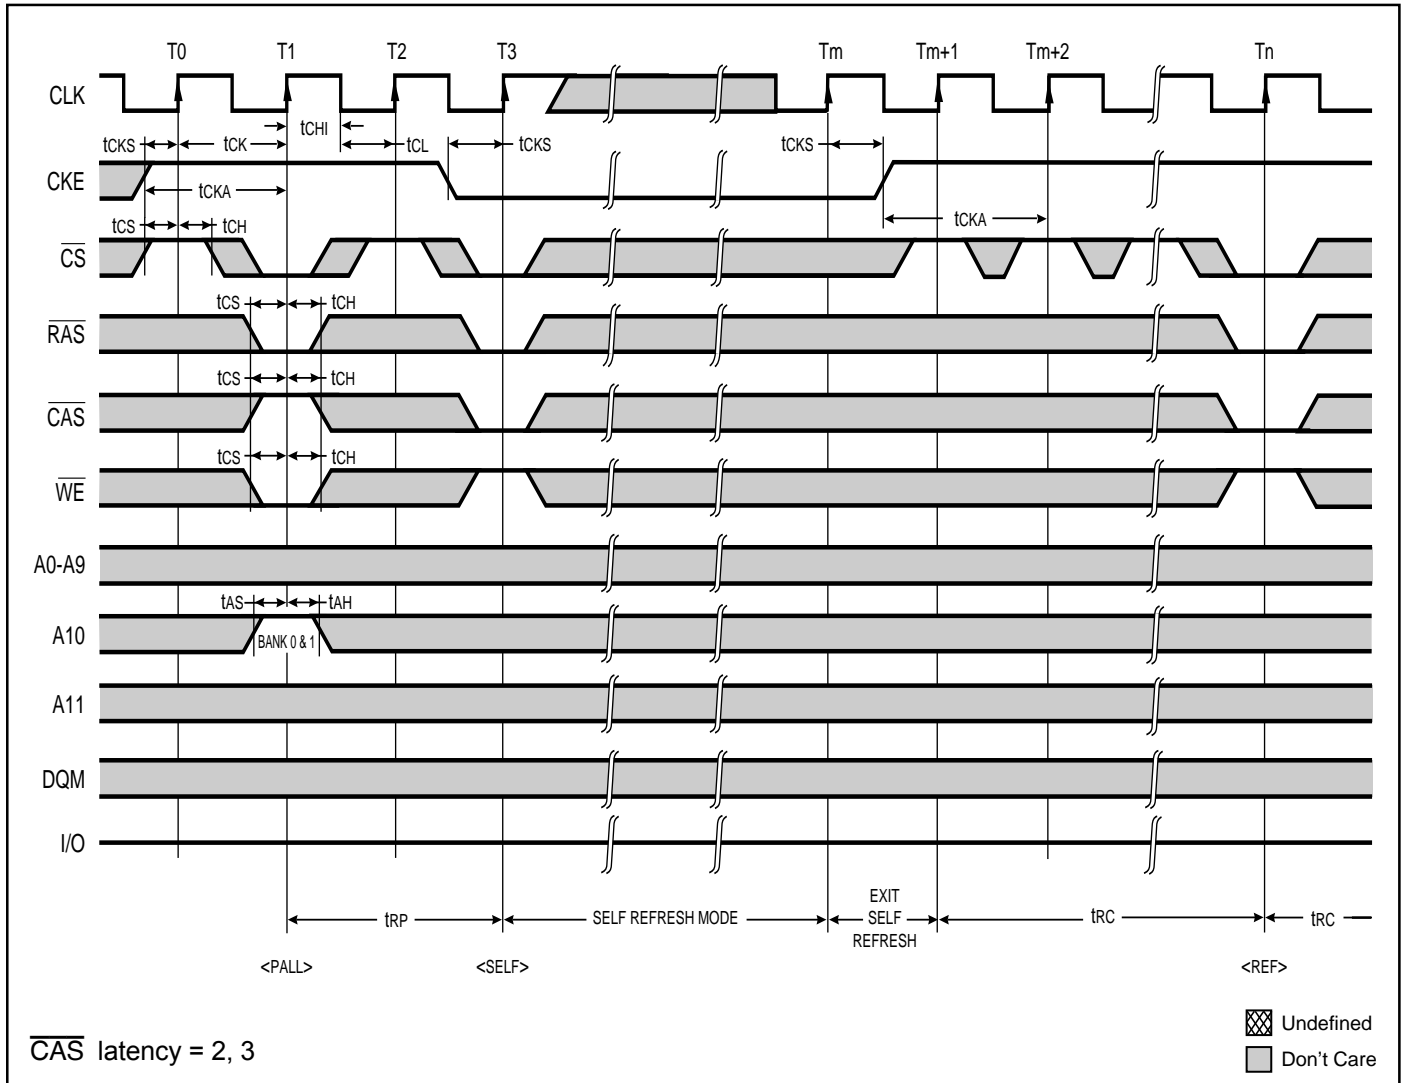 T0 T1 T2 T3 Tm Tm+1 Tm+2 Tn
CLK
tCHI
tCKS tCK tCL tCKS tCKS
CKE
tCKA tCKA
tCS tCH
CS
tCS tCH
RAS
tCS tCH
CAS
tCS tCH
WE
A0-A9
tAS tAH
A10 BANK 0 & 1
A11
DQM
I/O
tRP SELF REFRESH MODE EXIT SELF REFRESH tRC tRC
<PALL> <SELF> <REF>
Undefined
CAS latency = 2, 3
Don't Care